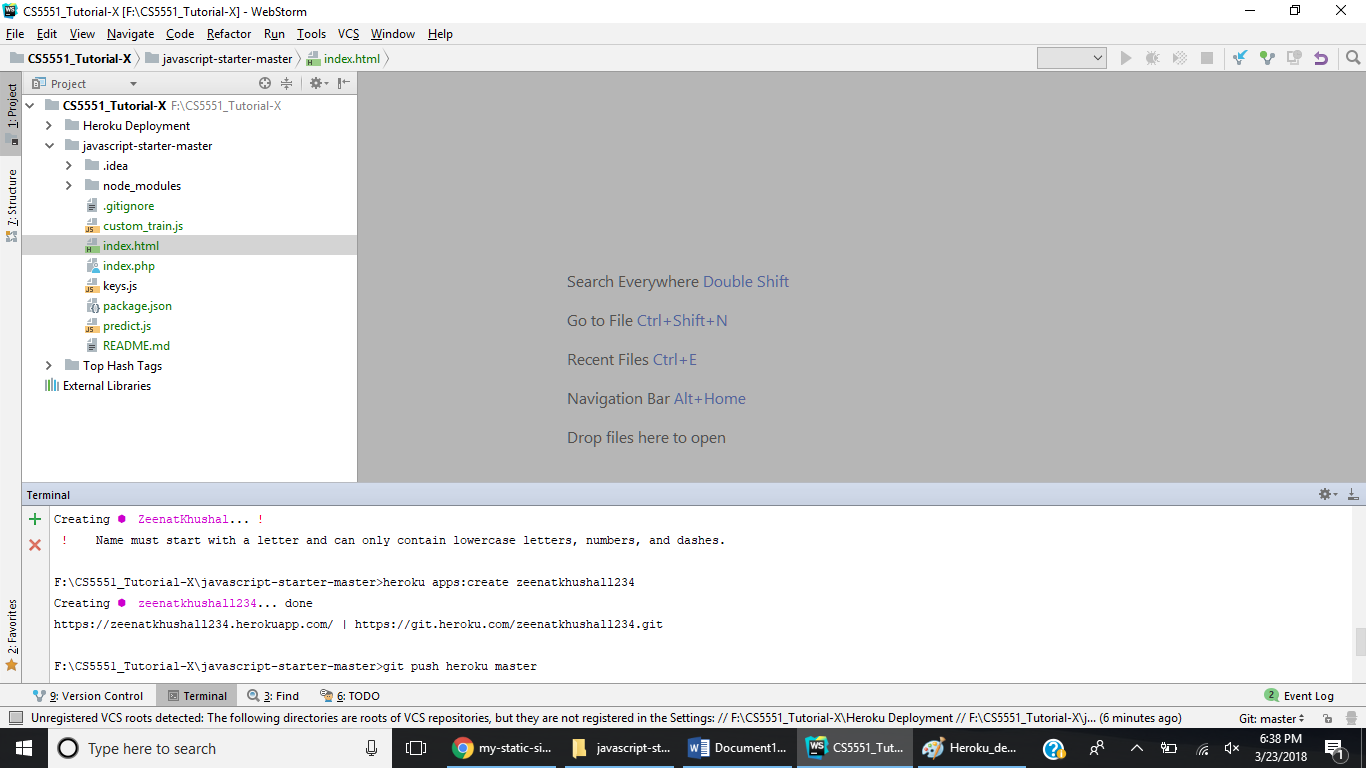 CS5551_Tutorial-X [F:\CS5551_Tutorial-X] - WebStorm
File Edit View Navigate Code Refactor Run Tools VCS Window Help
CS5551_Tutorial-X javascript-starter-master index.html
1: Project
7: Structure
2: Favorites
Project
CS5551_Tutorial-X F:\CS5551_Tutorial-X
Heroku Deployment
javascript-starter-master
.idea
node_modules
.gitignore
custom_train.js
index.html
index.php
keys.js
package.json
predict.js
README.md
Top Hash Tags
External Libraries
Search Everywhere Double Shift
Go to File Ctrl+Shift+N
Recent Files Ctrl+E
Navigation Bar Alt+Home
Drop files here to open
Terminal
Creating ZeenatKhushal... !
! Name must start with a letter and can only contain lowercase letters, numbers, and dashes.
F:\CS5551_Tutorial-X\javascript-starter-master>heroku apps:create zeenatkhushal1234
Creating zeenatkhushal1234... done
https://zeenatkhushal1234.herokuapp.com/ | https://git.heroku.com/zeenatkhushal1234.git
F:\CS5551_Tutorial-X\javascript-starter-master>git push heroku master
9: Version Control Terminal 3: Find 6: TODO 2 Event Log
Unregistered VCS roots detected: The following directories are roots of VCS repositories, but they are not registered in the Settings: // F:\CS5551_Tutorial-X\Heroku Deployment // F:\CS5551_Tutorial-X\j... (6 minutes ago) Git: master
Type here to search
my-static-si...
javascript-st...
Document1...
CS5551_Tut...
Heroku_de...
6:38 PM
3/23/2018
1